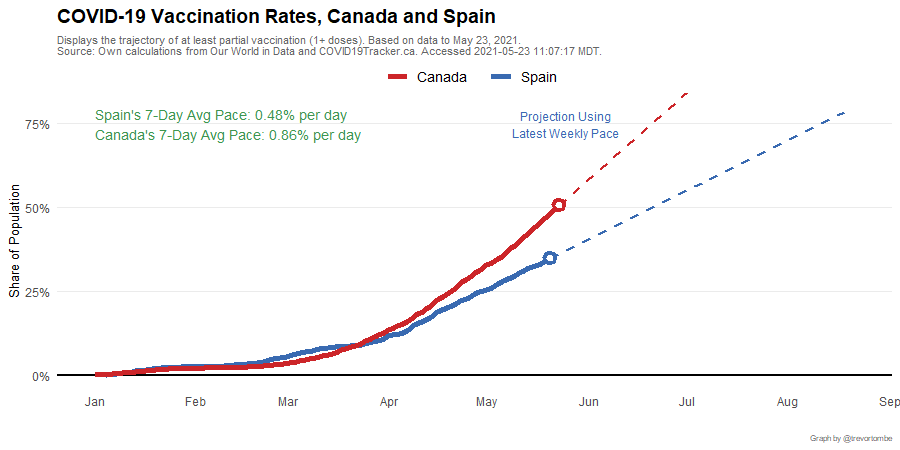 COVID-19 Vaccination Rates, Canada and Spain
Displays the trajectory of at least partial vaccination (1+ doses). Based on data to May 23, 2021.
Source: Own calculations from Our World in Data and COVID19Tracker.ca. Accessed 2021-05-23 11:07:17 MDT.
Canada Spain
Spain's 7-Day Avg Pace: 0.48% per day
Canada's 7-Day Avg Pace: 0.86% per day
Projection Using
Latest Weekly Pace
Share of Population
75%
50%
25%
0%
Jan Feb Mar Apr May Jun Jul Aug Sep
Graph by @trevortombe